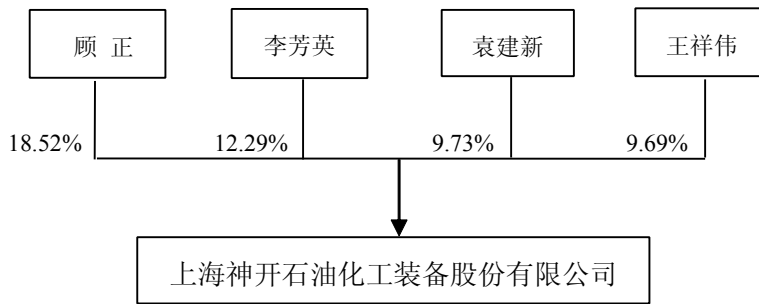 顾 正 李芳英 袁建新 王祥伟
18.52% 12.29% 9.73% 9.69%
上海神开石油化工装备股份有限公司